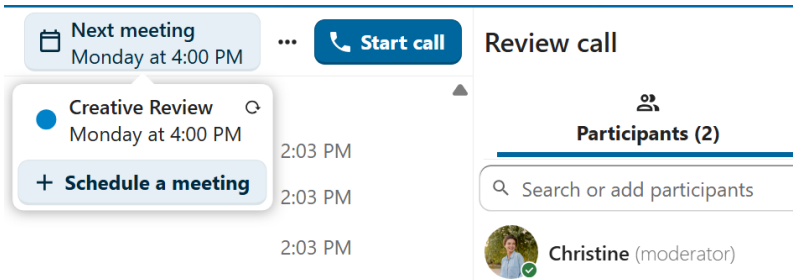 Next meeting
Monday at 4:00 PM
Start call
Review call
Creative Review
Monday at 4:00 PM
Schedule a meeting
2:03 PM
2:03 PM
2:03 PM
Participants (2)
Search or add participants
Christine (moderator)